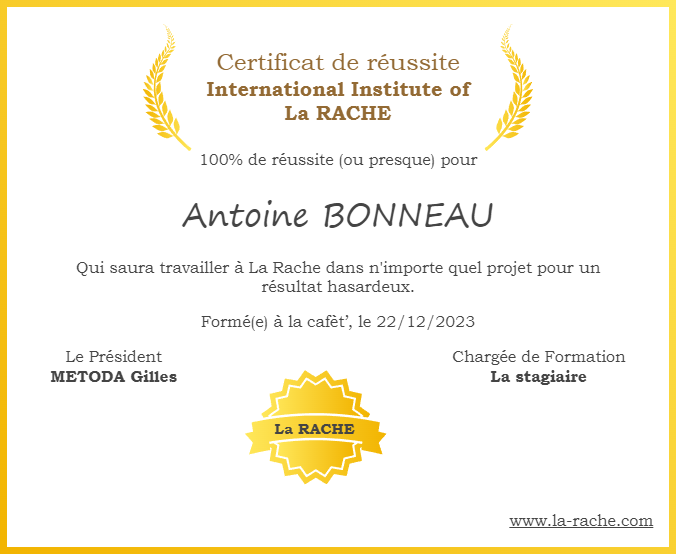 Certificat de réussite
International Institute of
La RACHE
100% de réussite (ou presque) pour
Antoine BONNEAU
Qui saura travailler à La Rache dans n'importe quel projet pour un
résultat hasardeux.
Formé(e) à la cafèt’, le 22/12/2023
Le Président
METODA Gilles
Chargée de Formation
La stagiaire
La RACHE
www.la-rache.com